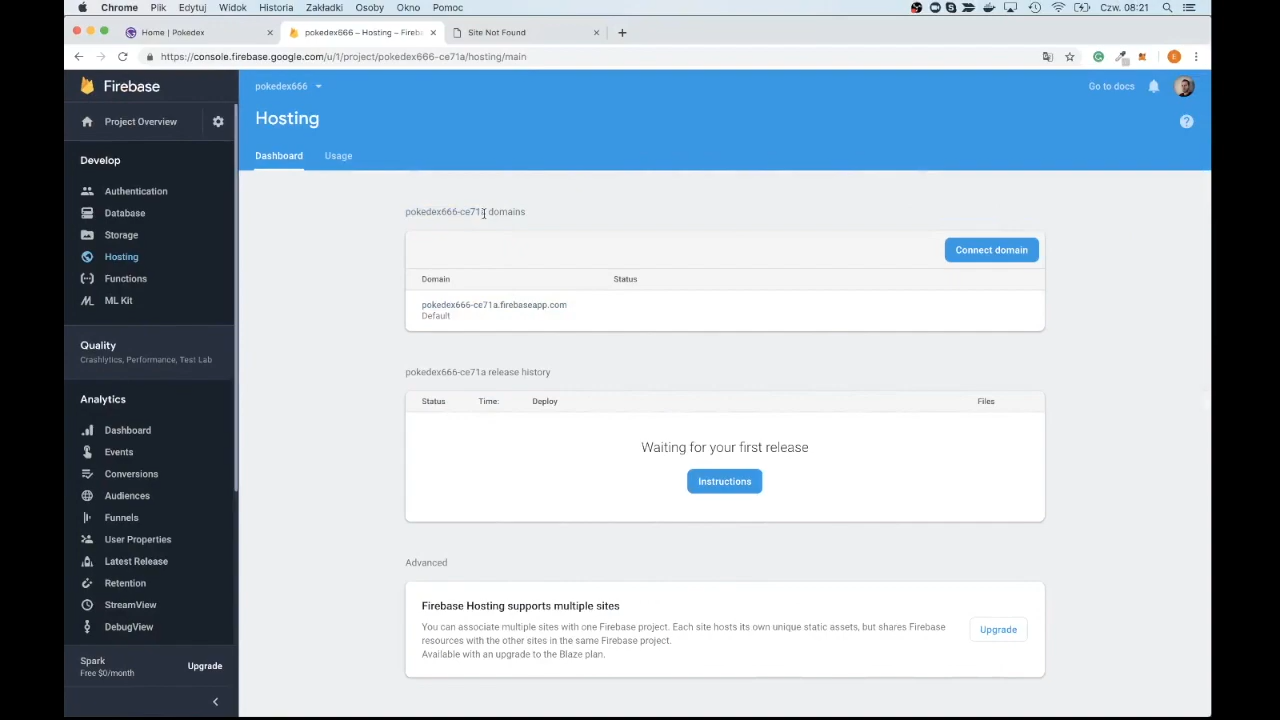 Chrome Plik Edytuj Widok Historia Zakładki Osoby Okno Pomoc Czw. 08:21
Home | Pokedex pokedex666 – Hosting – Fireb Site Not Found
https://console.firebase.google.com/u/1/project/pokedex666-ce71a/hosting/main E
Firebase
pokedex666 Go to docs
Project Overview
Hosting
Dashboard Usage
Develop
Authentication
Database
Storage
Hosting
Functions
ML Kit
Quality
Crashlytics, Performance, Test Lab
Analytics
Dashboard
Events
Conversions
Audiences
Funnels
User Properties
Latest Release
Retention
StreamView
DebugView
Spark
Free $0/month
Upgrade
pokedex666-ce71a domains
Connect domain
Domain Status
pokedex666-ce71a.firebaseapp.com
Default
pokedex666-ce71a release history
Status Time: Deploy Files
Waiting for your first release
Instructions
Advanced
Firebase Hosting supports multiple sites
You can associate multiple sites with one Firebase project. Each site hosts its own unique static assets, but shares Firebase
resources with the other sites in the same Firebase project.
Available with an upgrade to the Blaze plan.
Upgrade